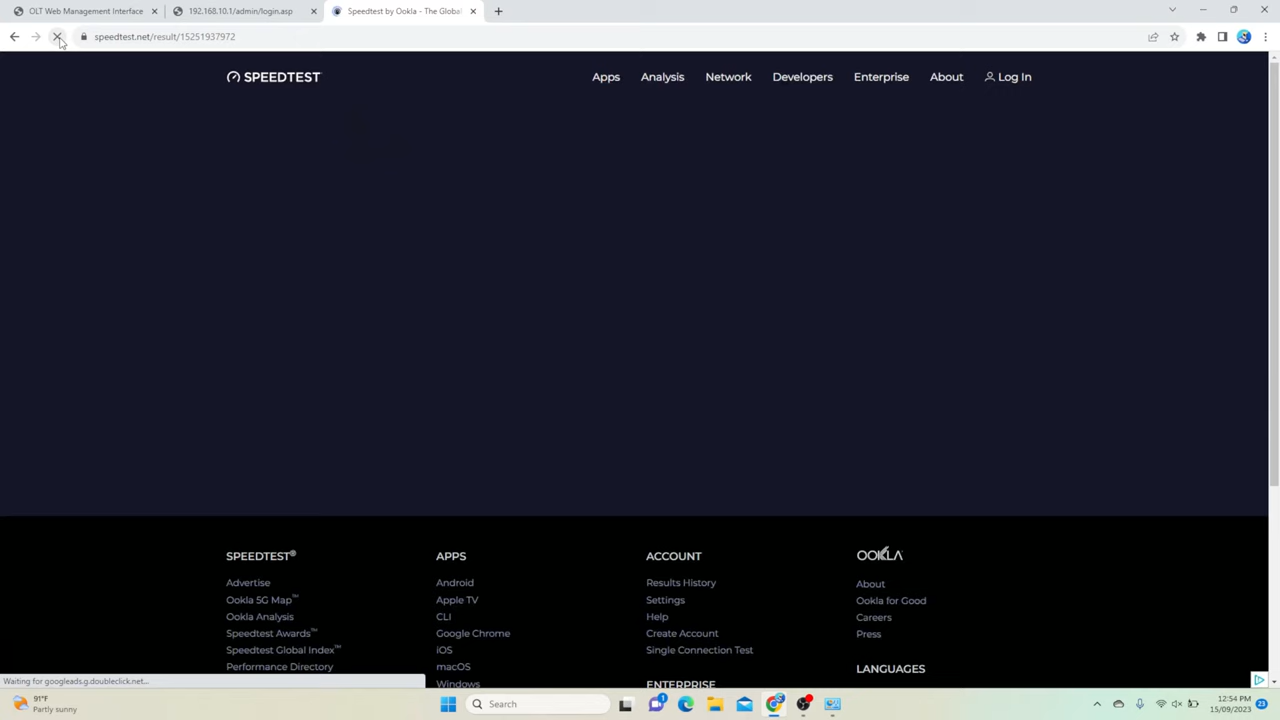 OLT Web Management Interface
192.168.10.1/admin/login.asp
Speedtest by Ookla - The Global
speedtest.net/result/15251937972
SPEEDTEST
Apps
Analysis
Network
Developers
Enterprise
About
Log In
SPEEDTEST®
Advertise
Ookla 5G Map™
Ookla Analysis
Speedtest Awards™
Speedtest Global Index™
Performance Directory
APPS
Android
Apple TV
CLI
Google Chrome
iOS
macOS
Windows
ACCOUNT
Results History
Settings
Help
Create Account
Single Connection Test
ENTERPRISE
OOKLA
About
Ookla for Good
Careers
Press
LANGUAGES
Waiting for googleads.g.doubleclick.net...
91°F
Partly sunny
Search
1
12:54 PM
15/09/2023
23